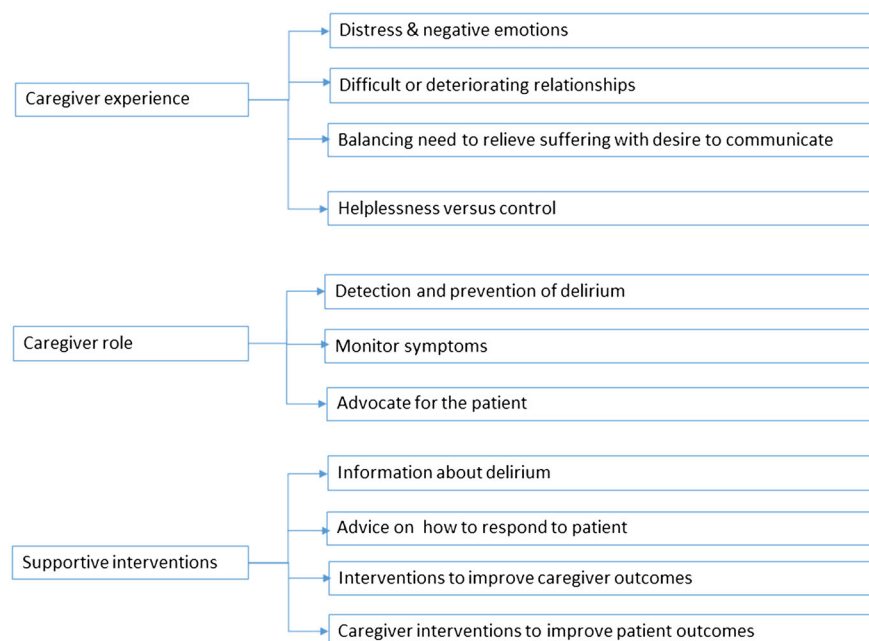 Caregiver experience
Distress & negative emotions
Difficult or deteriorating relationships
Balancing need to relieve suffering with desire to communicate
Helplessness versus control
Caregiver role
Detection and prevention of delirium
Monitor symptoms
Advocate for the patient
Supportive interventions
Information about delirium
Advice on how to respond to patient
Interventions to improve caregiver outcomes
Caregiver interventions to improve patient outcomes